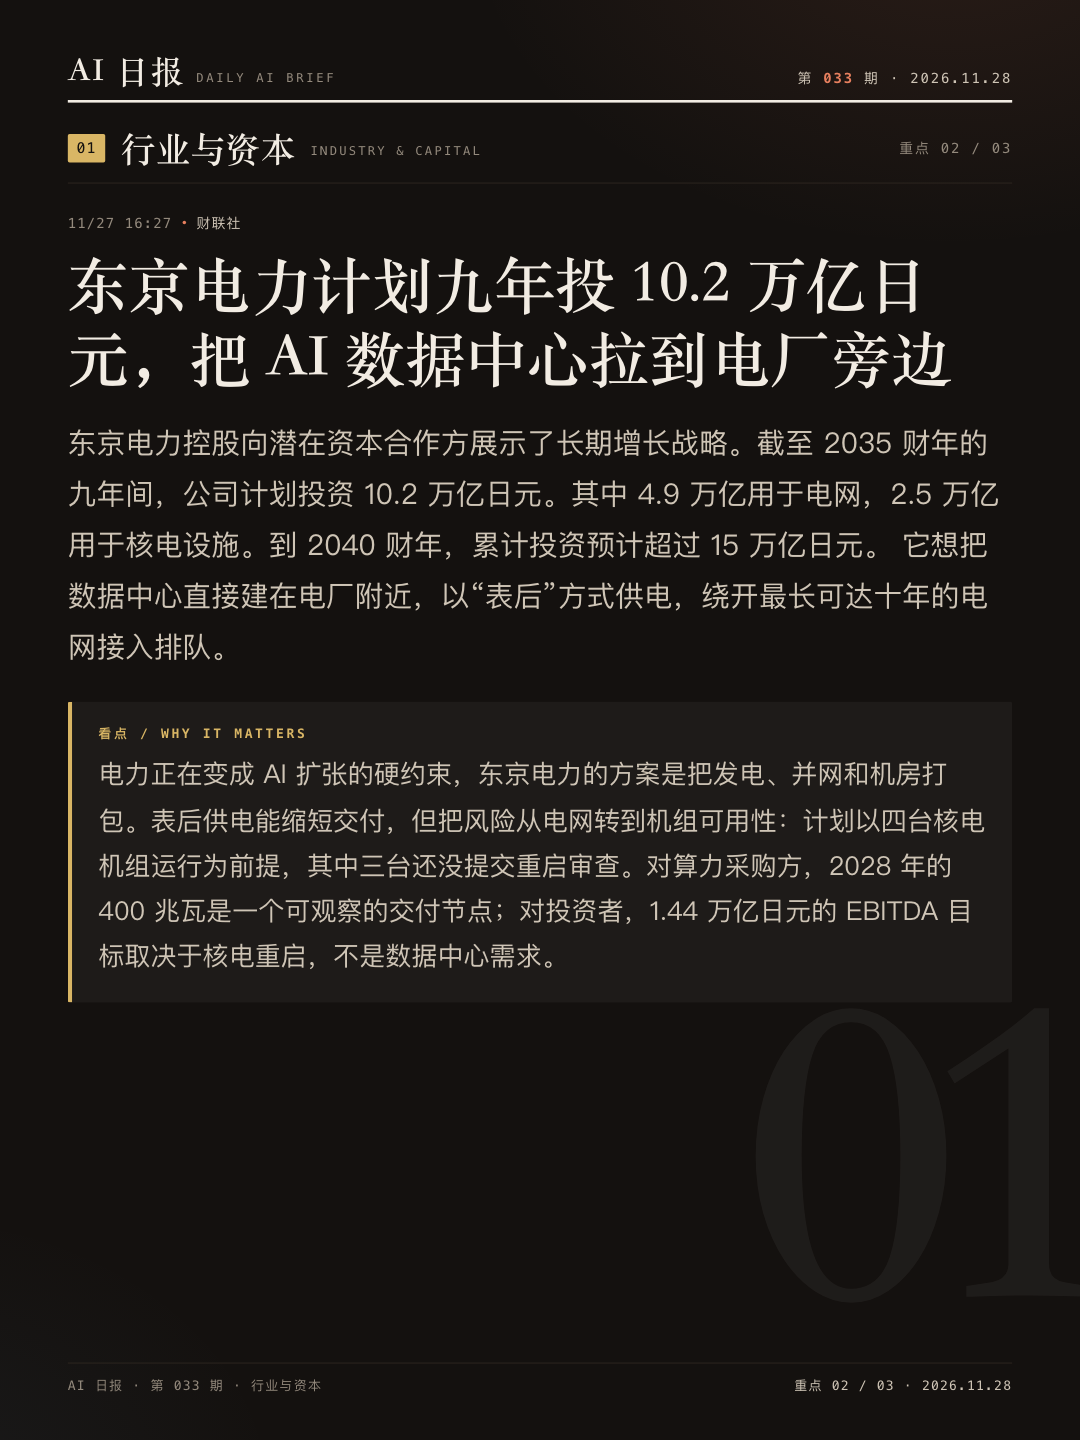 AI 日报 DAILY AI BRIEF
第 033 期 · 2026.11.28
01 行业与资本 INDUSTRY & CAPITAL
重点 02 / 03
11/27 16:27 • 财联社
东京电力计划九年投 10.2 万亿日
元，把 AI 数据中心拉到电厂旁边
东京电力控股向潜在资本合作方展示了长期增长战略。截至 2035 财年的
九年间，公司计划投资 10.2 万亿日元。其中 4.9 万亿用于电网，2.5 万亿
用于核电设施。到 2040 财年，累计投资预计超过 15 万亿日元。 它想把
数据中心直接建在电厂附近，以“表后”方式供电，绕开最长可达十年的电
网接入排队。
看点 / WHY IT MATTERS
电力正在变成 AI 扩张的硬约束，东京电力的方案是把发电、并网和机房打
包。表后供电能缩短交付，但把风险从电网转到机组可用性：计划以四台核电
机组运行为前提，其中三台还没提交重启审查。对算力采购方，2028 年的
400 兆瓦是一个可观察的交付节点；对投资者，1.44 万亿日元的 EBITDA 目
标取决于核电重启，不是数据中心需求。
01
AI 日报 · 第 033 期 · 行业与资本
重点 02 / 03 · 2026.11.28